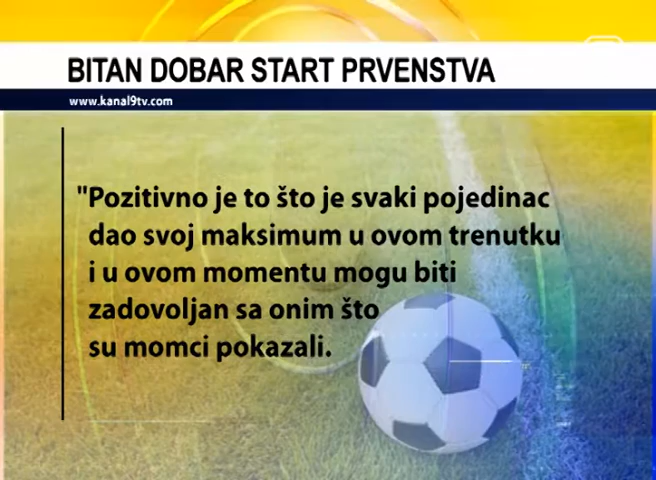 BITAN DOBAR START PRVENSTVA
www.kanal9tv.com
"Pozitivno je to što je svaki pojedinac
dao svoj maksimum u ovom trenutku
i u ovom momentu mogu biti
zadovoljan sa onim što
su momci pokazali.